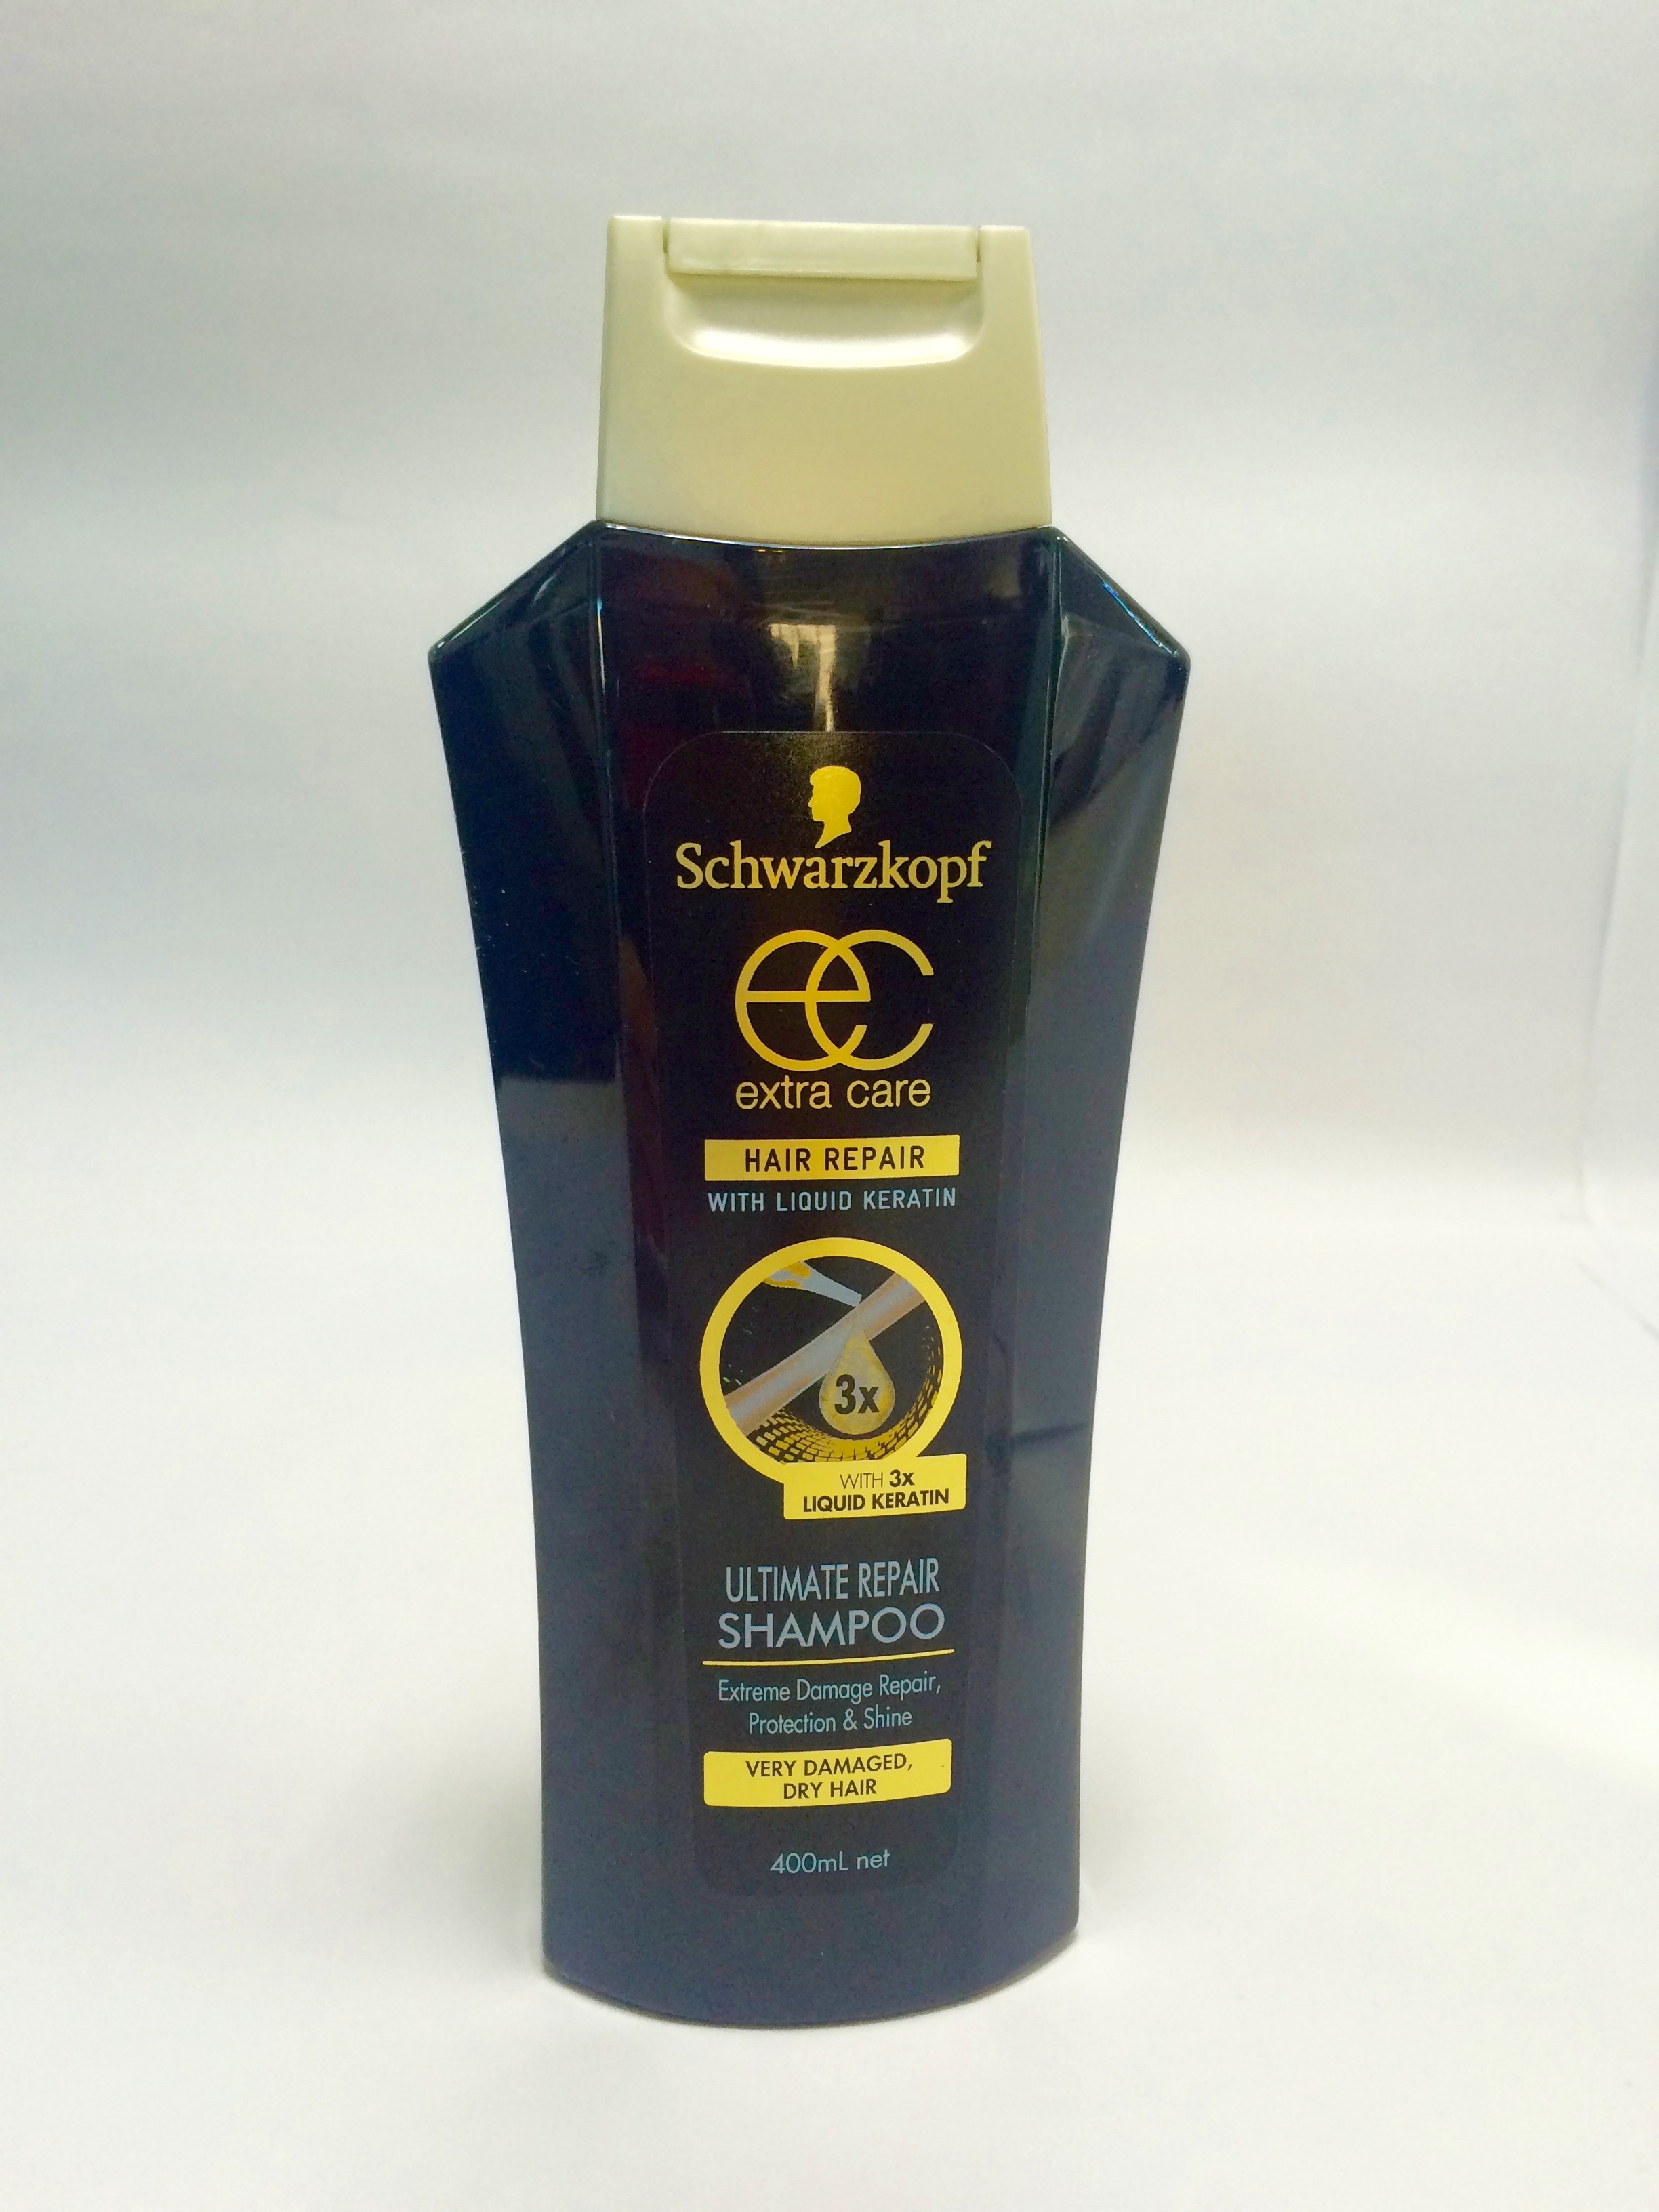 Schwarzkopf
ec
extra care
HAIR REPAIR
WITH LIQUID KERATIN
3x
WITH 3x
LIQUID KERATIN
ULTIMATE REPAIR
SHAMPOO
Extreme Damage Repair,
Protection & Shine
VERY DAMAGED,
DRY HAIR
400mL net